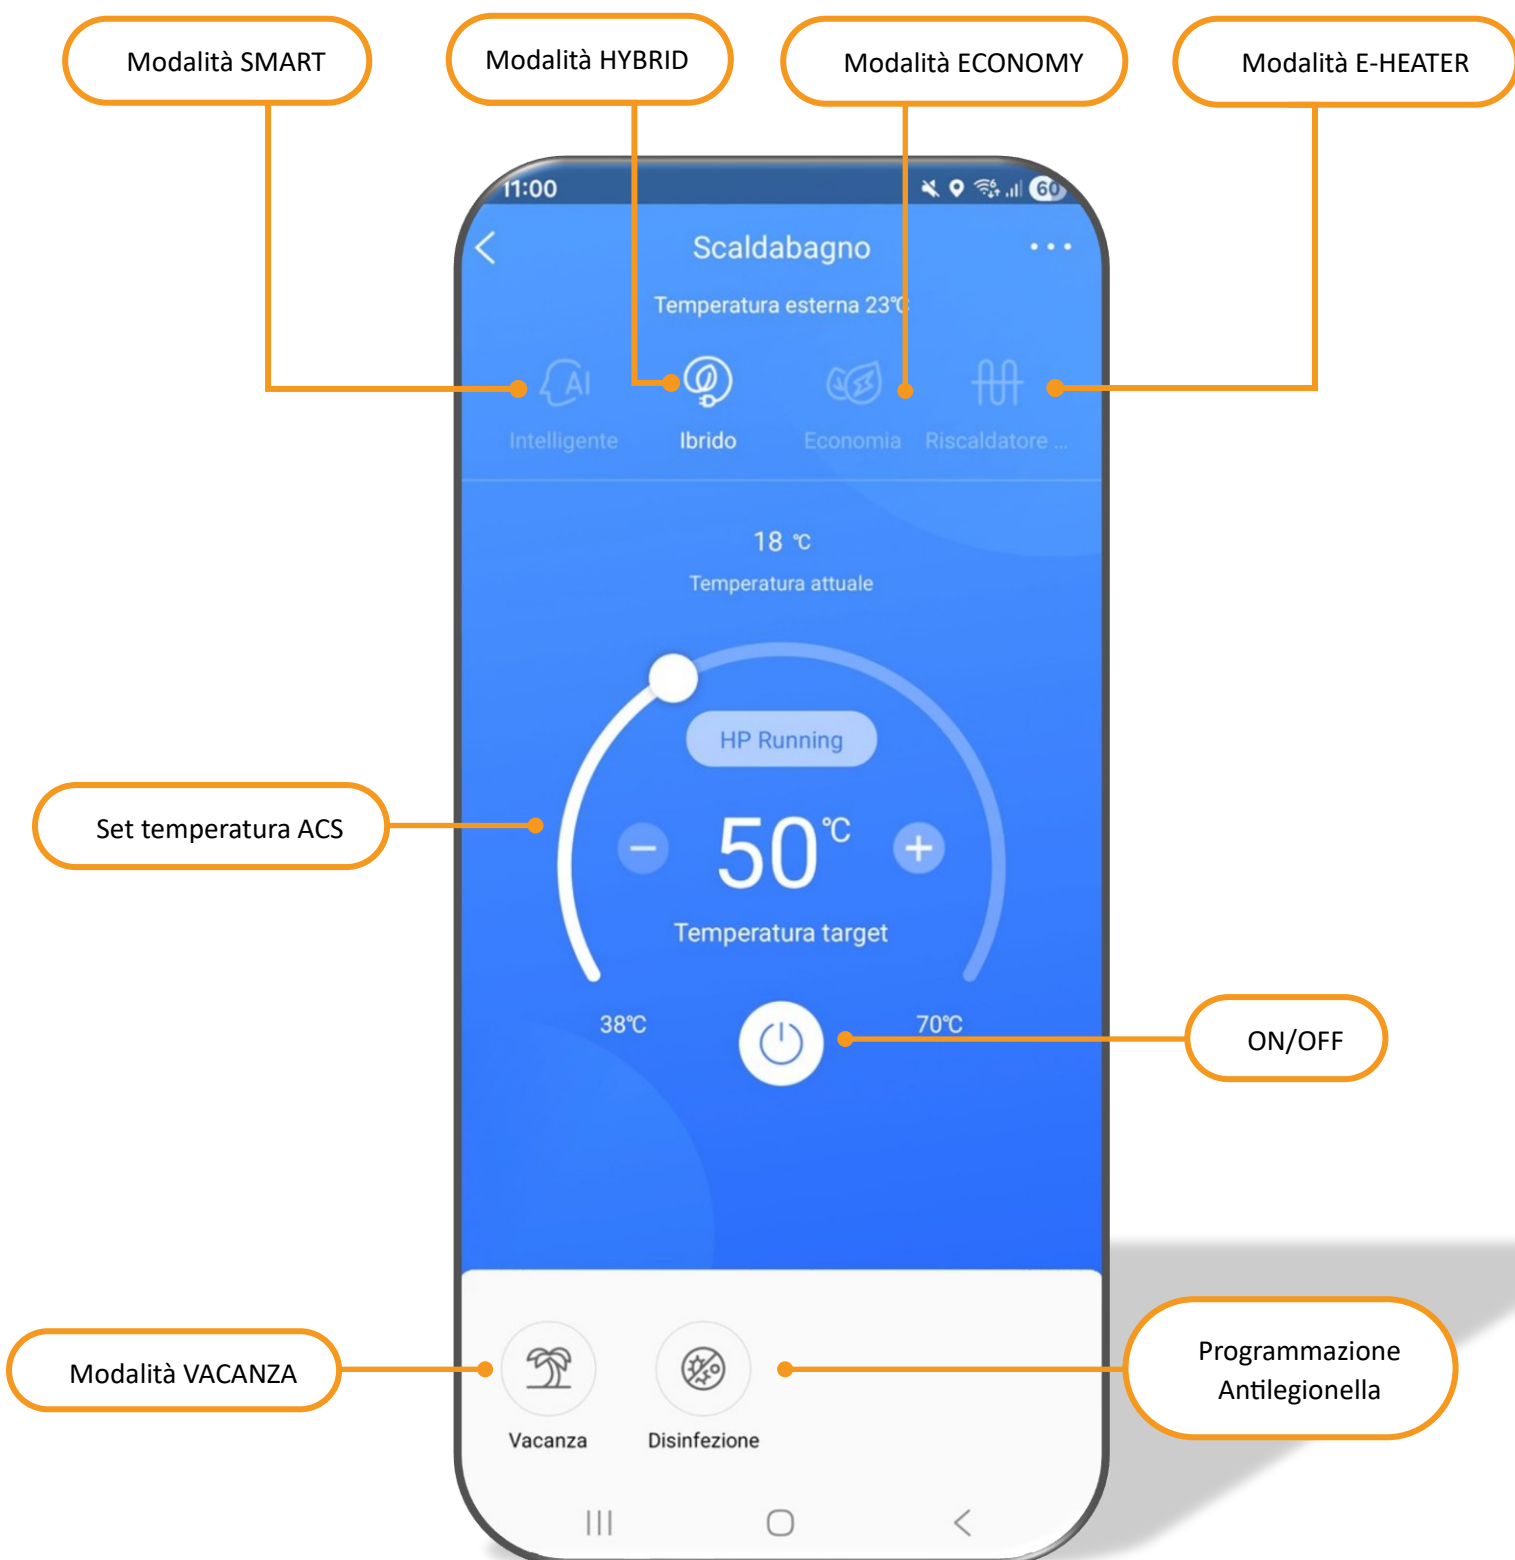 Modalità SMART
Modalità HYBRID
Modalità ECONOMY
Modalità E-HEATER
11:00
60
Scaldabagno
Temperatura esterna 23℃
AI
Intelligente
Ibrido
Economia
Riscaldatore ...
18 ℃
Temperatura attuale
HP Running
Set temperatura ACS
50℃
Temperatura target
38℃
70℃
ON/OFF
Modalità VACANZA
Programmazione
Antilegionella
Vacanza
Disinfezione